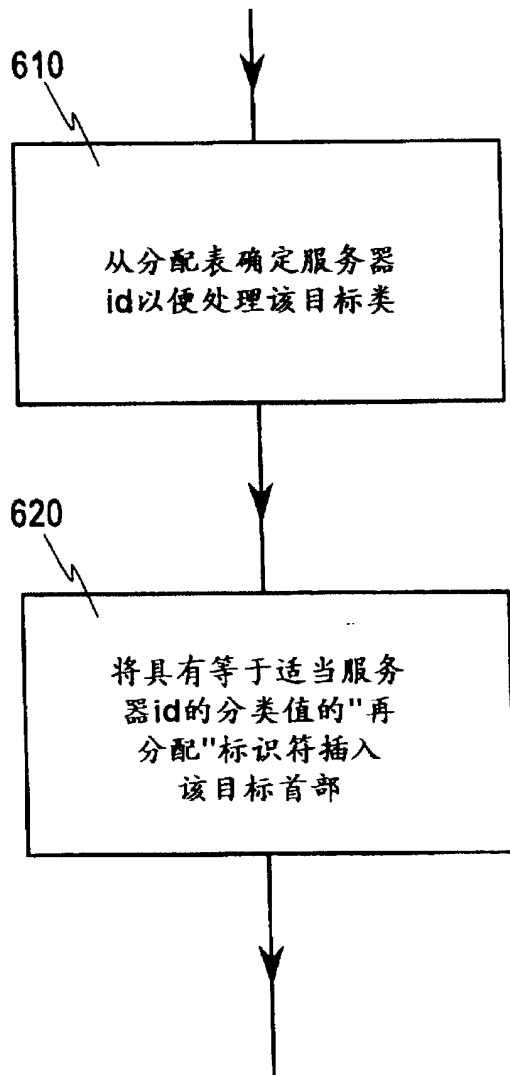 610
从分配表确定服务器
id以便处理该目标类
620
将具有等于适当服务
器id的分类值的"再
分配"标识符插入
该目标首部